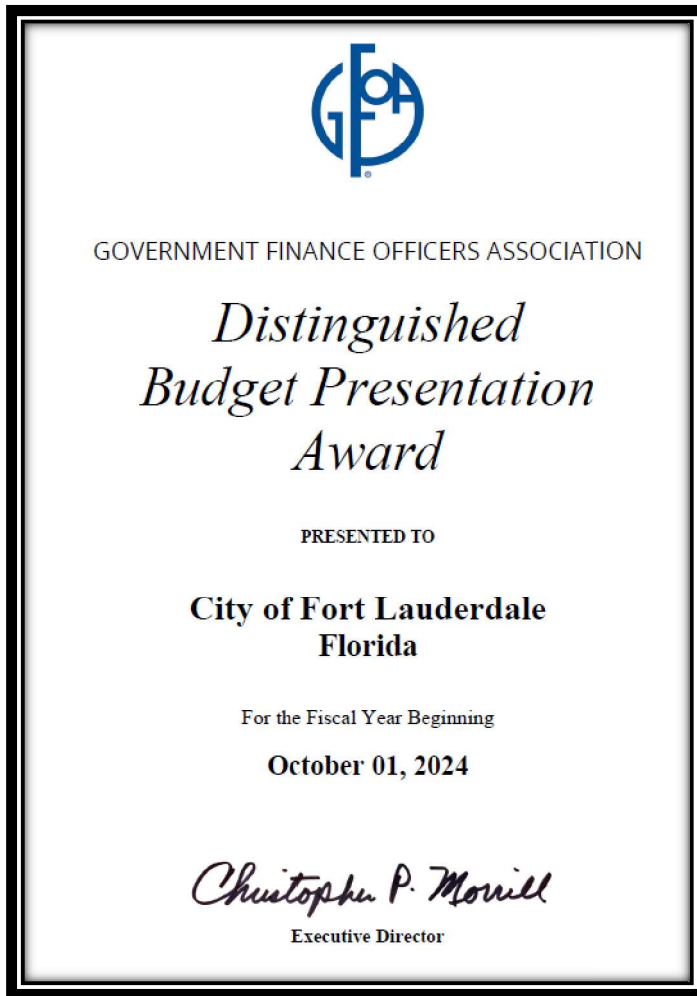 GFOA
®
GOVERNMENT FINANCE OFFICERS ASSOCIATION
Distinguished
Budget Presentation
Award
PRESENTED TO
City of Fort Lauderdale
Florida
For the Fiscal Year Beginning
October 01, 2024
Christopher P. Morrill
Executive Director